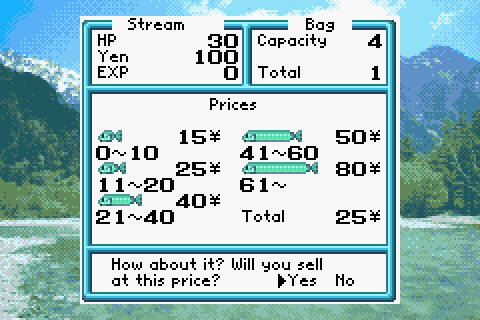 Stream
HP 30
Yen 100
EXP 0
Bag
Capacity 4
Total 1
Prices
15¥ 50¥
0~10 41~60
25¥ 80¥
11~20 61~
40¥
21~40 Total 25¥
How about it? Will you sell
at this price? ▶Yes No